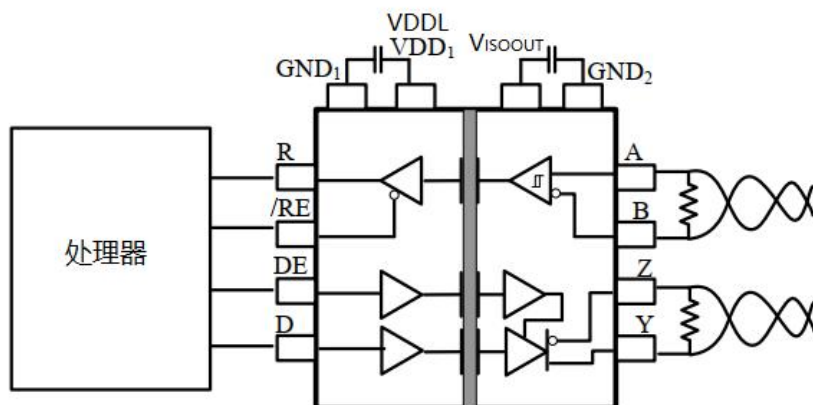 VDDL
GND₁ VDD₁ VISOOUT GND₂
R A
/RE B
处理器
DE Z
D Y